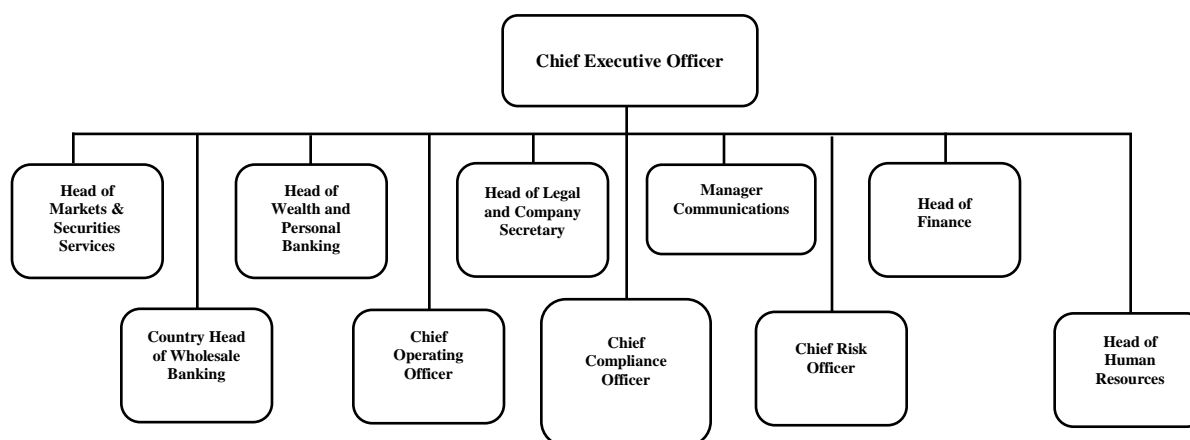 Chief Executive Officer
Head of
Markets &
Securities
Services
Head of
Wealth and
Personal
Banking
Head of Legal
and Company
Secretary
Manager
Communications
Head of
Finance
Country Head
of Wholesale
Banking
Chief
Operating
Officer
Chief
Compliance
Officer
Chief Risk
Officer
Head of
Human
Resources